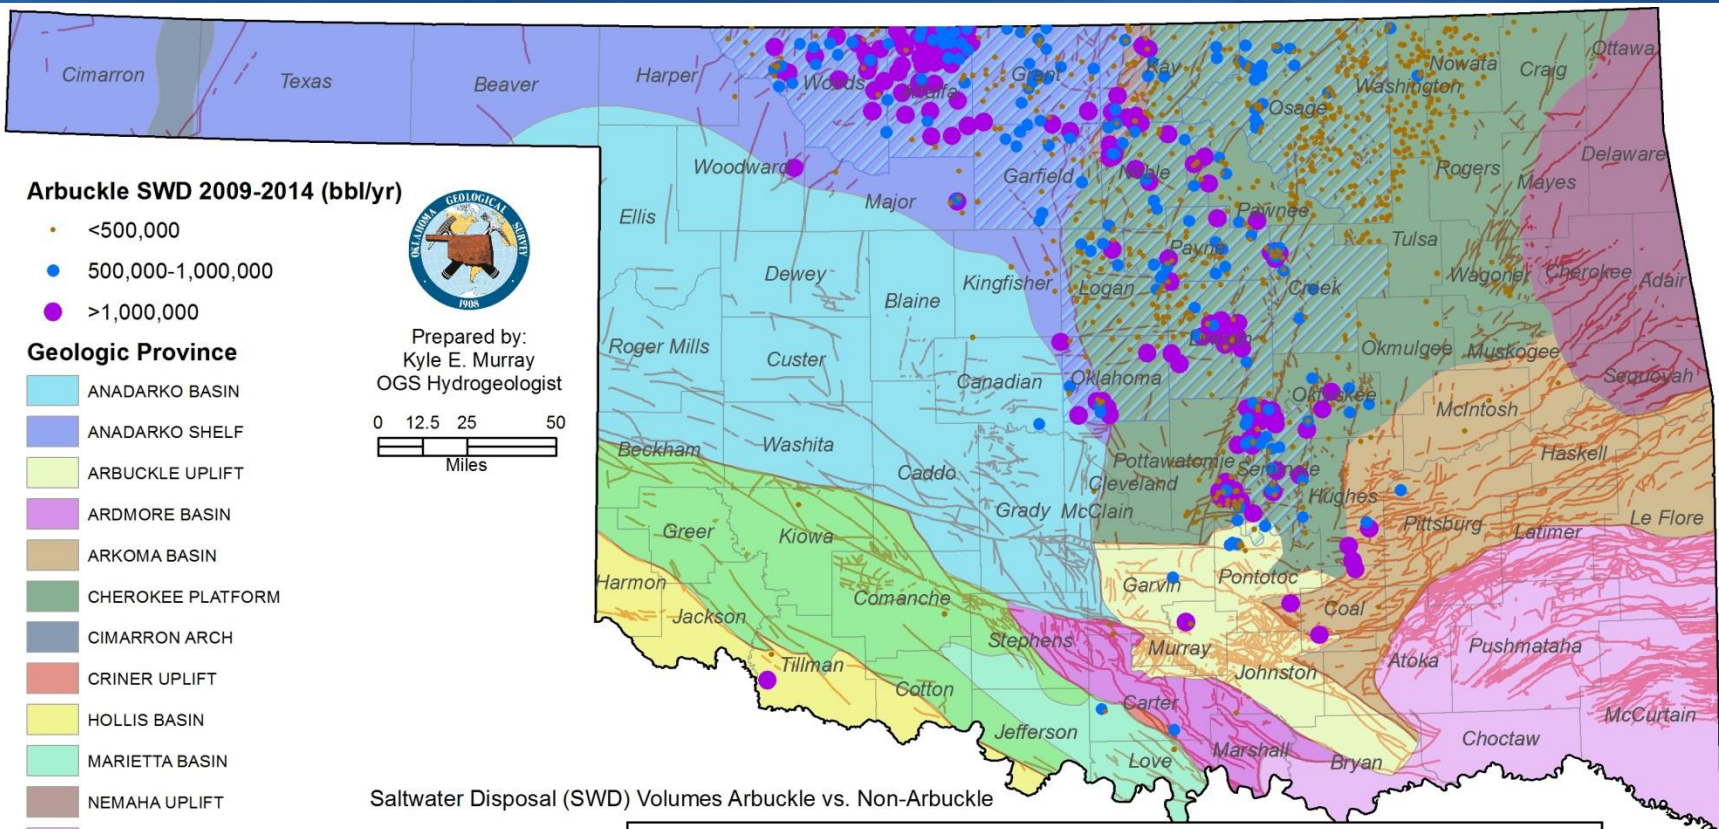 Cimarron
Texas
Beaver
Harper
Woods
Alfalfa
Grant
Kay
Osage
Washington
Nowata
Craig
Ottawa
Woodward
Ellis
Major
Garfield
Noble
Pawnee
Rogers
Mayes
Delaware
Dewey
Blaine
Kingfisher
Logan
Payne
Creek
Tulsa
Wagoner
Cherokee
Adair
Roger Mills
Custer
Canadian
Oklahoma
Lincoln
Okmulgee
Muskogee
Sequoyah
Okfuskee
McIntosh
Haskell
Beckham
Washita
Caddo
Pottawatomie
Cleveland
Seminole
Hughes
Grady
McClain
Pittsburg
Latimer
Le Flore
Greer
Kiowa
Harmon
Jackson
Comanche
Garvin
Pontotoc
Coal
Stephens
Murray
Johnston
Atoka
Pushmataha
Tillman
Cotton
Carter
Jefferson
Love
Marshall
Bryan
Choctaw
McCurtain
Arbuckle SWD 2009-2014 (bbl/yr)
<500,000
500,000-1,000,000
>1,000,000
Geologic Province
ANADARKO BASIN
ANADARKO SHELF
ARBUCKLE UPLIFT
ARDMORE BASIN
ARKOMA BASIN
CHEROKEE PLATFORM
CIMARRON ARCH
CRINER UPLIFT
HOLLIS BASIN
MARIETTA BASIN
NEMAHA UPLIFT
OKLAHOMA GEOLOGICAL SURVEY
1908
Prepared by:
Kyle E. Murray
OGS Hydrogeologist
0 12.5 25 50
Miles
Saltwater Disposal (SWD) Volumes Arbuckle vs. Non-Arbuckle